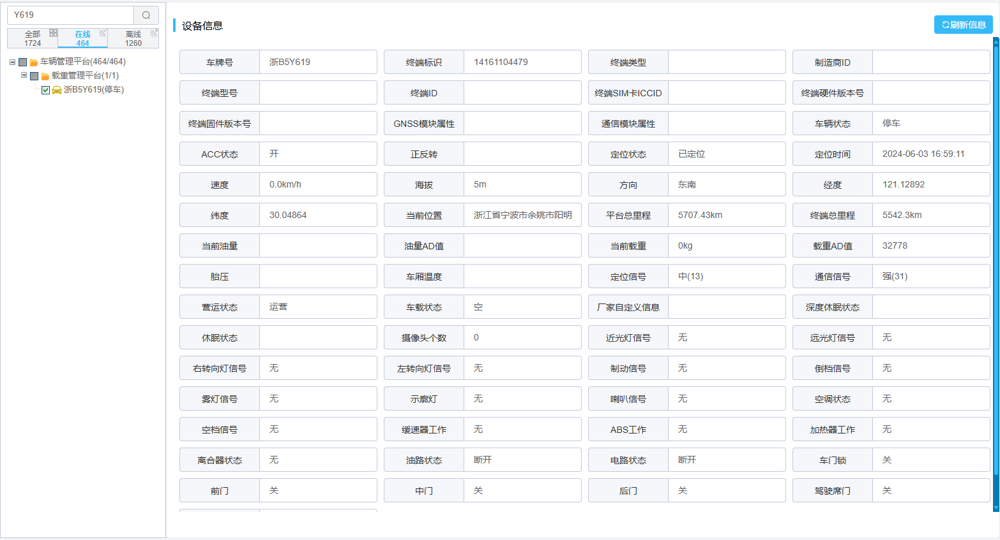 Y619
全部
1724
在线
464
离线
1260
车辆管理平台(464/464)
载重管理平台(1/1)
浙B5Y619(停车)
设备信息
刷新信息
车牌号 浙B5Y619 终端标识 14161104479 终端类型 制造商ID
终端型号 终端ID 终端SIM卡ICCID 终端硬件版本号
终端固件版本号 GNSS模块属性 通信模块属性 车辆状态 停车
ACC状态 开 正反转 定位状态 已定位 定位时间 2024-06-03 16:59:11
速度 0.0km/h 海拔 5m 方向 东南 经度 121.12892
纬度 30.04864 当前位置 浙江省宁波市余姚市阳明 平台总里程 5707.43km 终端总里程 5542.3km
当前油量 油量AD值 当前载重 0kg 载重AD值 32778
胎压 车厢温度 定位信号 中(13) 通信信号 强(31)
营运状态 运营 车载状态 空 厂家自定义信息 深度休眠状态
休眠状态 摄像头个数 0 近光灯信号 无 远光灯信号 无
右转向灯信号 无 左转向灯信号 无 制动信号 无 倒档信号 无
雾灯信号 无 示廓灯 无 喇叭信号 无 空调状态 无
空档信号 无 缓速器工作 无 ABS工作 无 加热器工作 无
离合器状态 无 油路状态 断开 电路状态 断开 车门锁 关
前门 关 中门 关 后门 关 驾驶席门 关